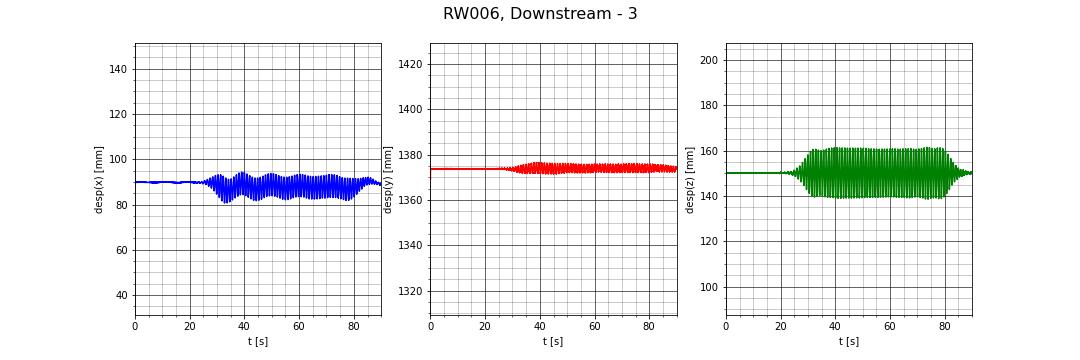 RW006, Downstream - 3
desp(x) [mm]
140
120
100
80
60
40
0 20 40 60 80
t [s]
desp(y) [mm]
1420
1400
1380
1360
1340
1320
0 20 40 60 80
t [s]
desp(z) [mm]
200
180
160
150
140
120
100
0 20 40 60 80
t [s]